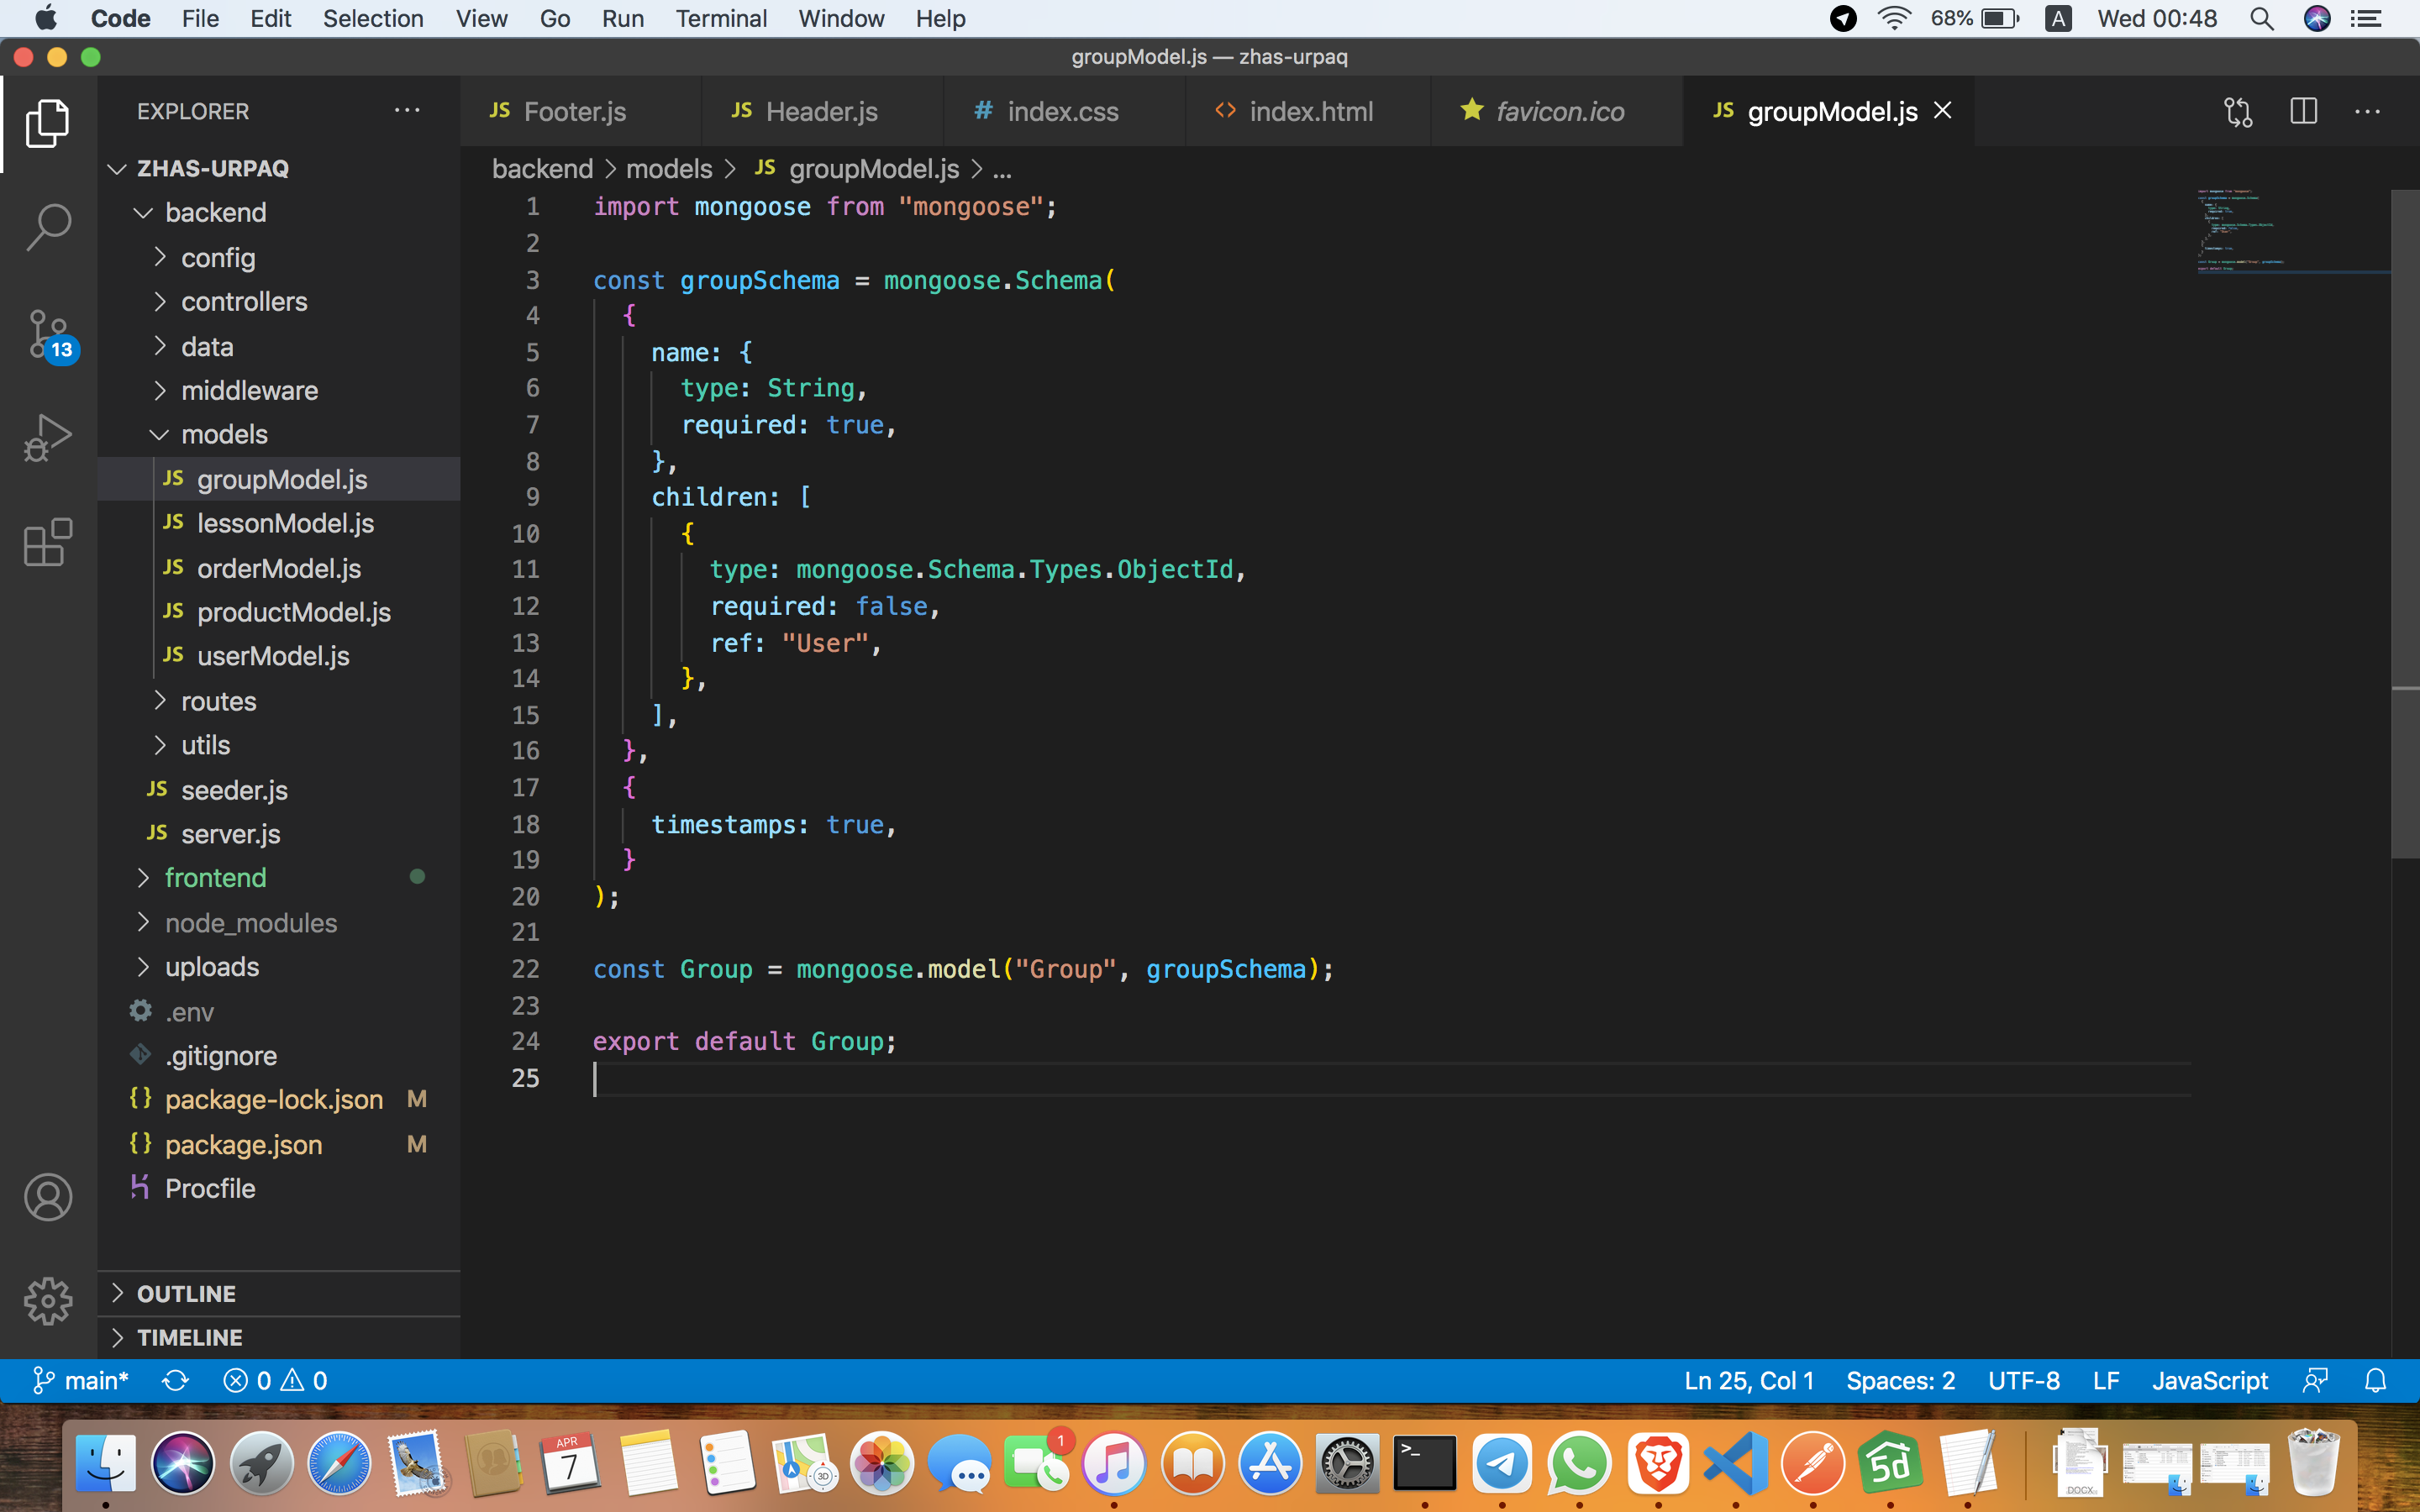 Code File Edit Selection View Go Run Terminal Window Help 68% A Wed 00:48
groupModel.js — zhas-urpaq
EXPLORER
ZHAS-URPAQ
backend
config
controllers
data
middleware
models
JS groupModel.js
JS lessonModel.js
JS orderModel.js
JS productModel.js
JS userModel.js
routes
utils
JS seeder.js
JS server.js
frontend
node_modules
uploads
.env
.gitignore
{} package-lock.json M
{} package.json M
Procfile
OUTLINE
TIMELINE
13
JS Footer.js JS Header.js # index.css <> index.html favicon.ico JS groupModel.js
backend > models > JS groupModel.js > ...
1 import mongoose from "mongoose";
2
3 const groupSchema = mongoose.Schema(
4 {
5 name: {
6 type: String,
7 required: true,
8 },
9 children: [
10 {
11 type: mongoose.Schema.Types.ObjectId,
12 required: false,
13 ref: "User",
14 },
15 ],
16 },
17 {
18 timestamps: true,
19 }
20 );
21
22 const Group = mongoose.model("Group", groupSchema);
23
24 export default Group;
25
main* 0 0 Ln 25, Col 1 Spaces: 2 UTF-8 LF JavaScript
APR
7
3D
1
>_
5d
DOCX